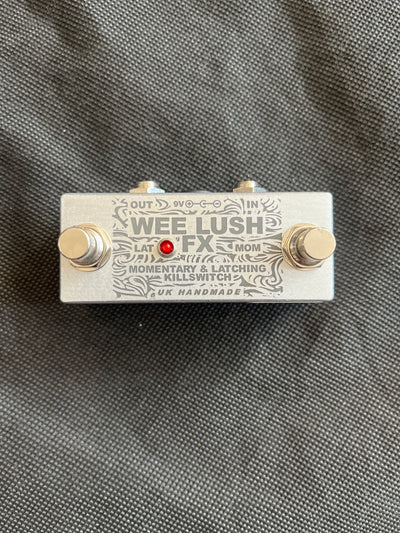 OUT 9V IN
WEE LUSH
LAT FX MOM
MOMENTARY & LATCHING
KILLSWITCH
UK HANDMADE